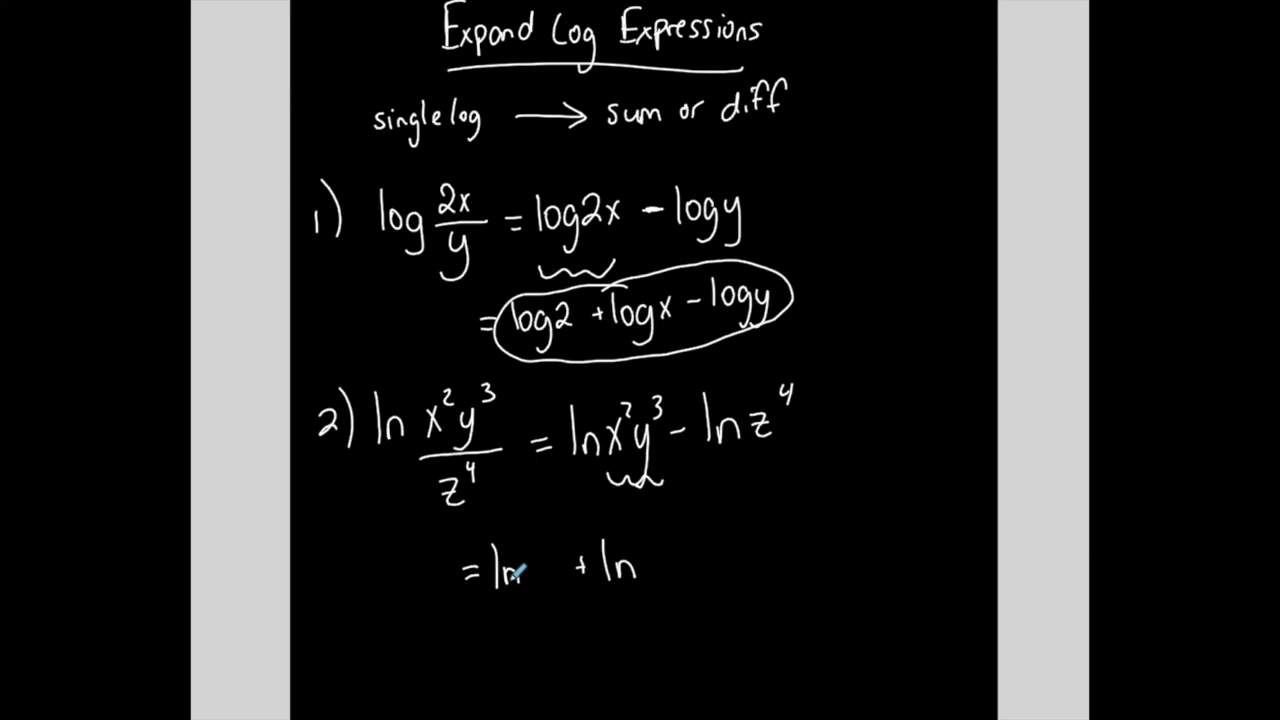 Expand Log Expressions
single log → sum or diff
1) log 2x/y = log2x - logy
= log2 + logx - logy
2) ln x²y³/z⁴ = ln x²y³ - ln z⁴
= ln + ln